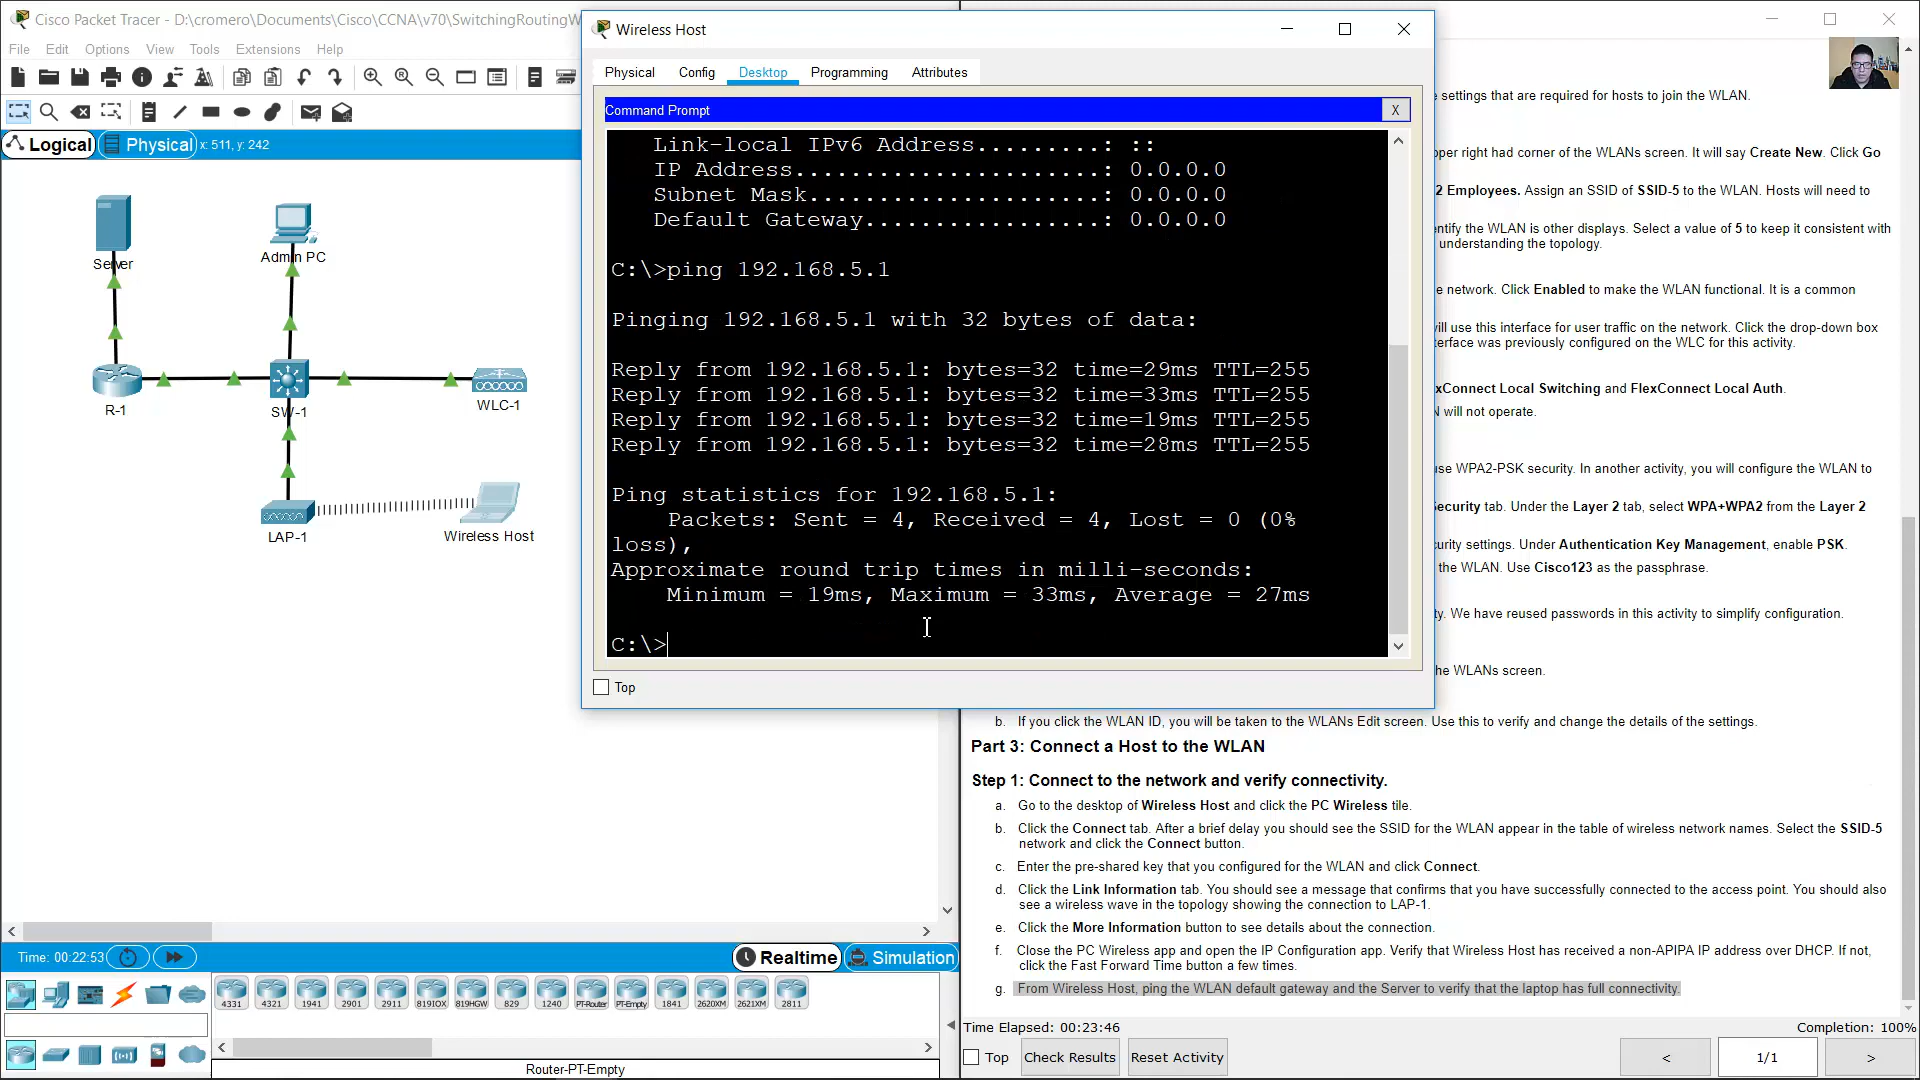 Cisco Packet Tracer - D:\cromero\Documents\Cisco\CCNA\v70\SwitchingRoutingW
File Edit Options View Tools Extensions Help
Logical Physical x: 511, y: 242
Server
Admin PC
R-1
SW-1
WLC-1
LAP-1
Wireless Host
Time: 00:22:53
Realtime Simulation
4331 4321 1941 2901 2911 819IOX 819HGW 829 1240 PT-Router PT-Empty 1841 2620XM 2621XM 2811
Router-PT-Empty
Wireless Host
Physical Config Desktop Programming Attributes
Command Prompt X
Link-local IPv6 Address.........: ::
IP Address......................: 0.0.0.0
Subnet Mask.....................: 0.0.0.0
Default Gateway.................: 0.0.0.0
C:\>ping 192.168.5.1
Pinging 192.168.5.1 with 32 bytes of data:
Reply from 192.168.5.1: bytes=32 time=29ms TTL=255
Reply from 192.168.5.1: bytes=32 time=33ms TTL=255
Reply from 192.168.5.1: bytes=32 time=19ms TTL=255
Reply from 192.168.5.1: bytes=32 time=28ms TTL=255
Ping statistics for 192.168.5.1:
Packets: Sent = 4, Received = 4, Lost = 0 (0%
loss),
Approximate round trip times in milli-seconds:
Minimum = 19ms, Maximum = 33ms, Average = 27ms
C:\>
Top
settings that are required for hosts to join the WLAN.
per right had corner of the WLANs screen. It will say Create New. Click Go
2 Employees. Assign an SSID of SSID-5 to the WLAN. Hosts will need to
entify the WLAN is other displays. Select a value of 5 to keep it consistent with
understanding the topology.
e network. Click Enabled to make the WLAN functional. It is a common
will use this interface for user traffic on the network. Click the drop-down box
terface was previously configured on the WLC for this activity.
xConnect Local Switching and FlexConnect Local Auth.
N will not operate.
use WPA2-PSK security. In another activity, you will configure the WLAN to
Security tab. Under the Layer 2 tab, select WPA+WPA2 from the Layer 2
curity settings. Under Authentication Key Management, enable PSK.
the WLAN. Use Cisco123 as the passphrase.
ty. We have reused passwords in this activity to simplify configuration.
the WLANs screen.
b. If you click the WLAN ID, you will be taken to the WLANs Edit screen. Use this to verify and change the details of the settings.
Part 3: Connect a Host to the WLAN
Step 1: Connect to the network and verify connectivity.
a. Go to the desktop of Wireless Host and click the PC Wireless tile.
b. Click the Connect tab. After a brief delay you should see the SSID for the WLAN appear in the table of wireless network names. Select the SSID-5
network and click the Connect button.
c. Enter the pre-shared key that you configured for the WLAN and click Connect.
d. Click the Link Information tab. You should see a message that confirms that you have successfully connected to the access point. You should also
see a wireless wave in the topology showing the connection to LAP-1.
e. Click the More Information button to see details about the connection.
f. Close the PC Wireless app and open the IP Configuration app. Verify that Wireless Host has received a non-APIPA IP address over DHCP. If not,
click the Fast Forward Time button a few times.
g. From Wireless Host, ping the WLAN default gateway and the Server to verify that the laptop has full connectivity.
Time Elapsed: 00:23:46 Completion: 100%
Top Check Results Reset Activity < 1/1 >